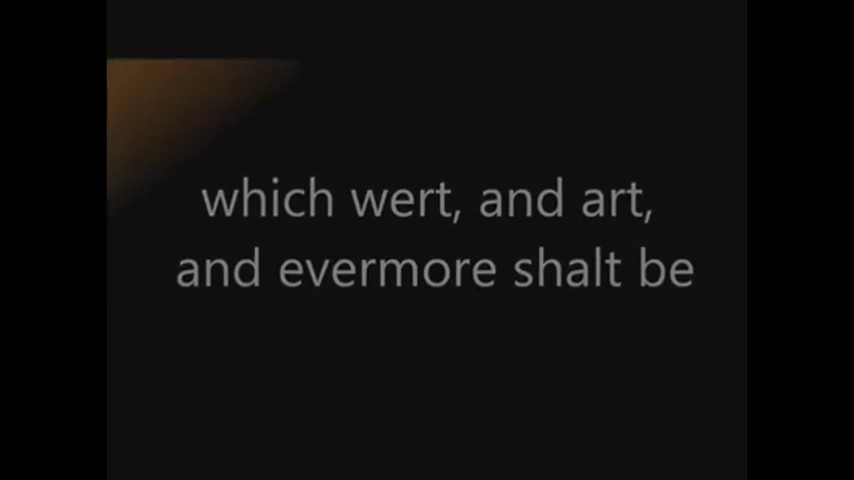 which wert, and art,
and evermore shalt be